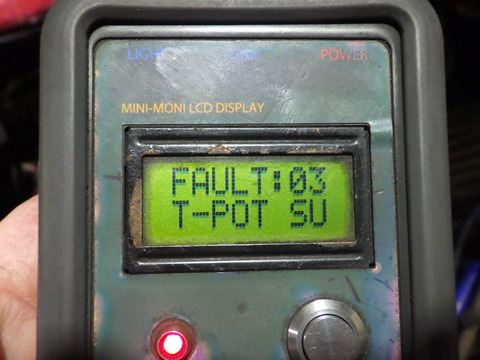 LIGHT POWER
MINI-MONI LCD DISPLAY
FAULT:03
T-POT SU